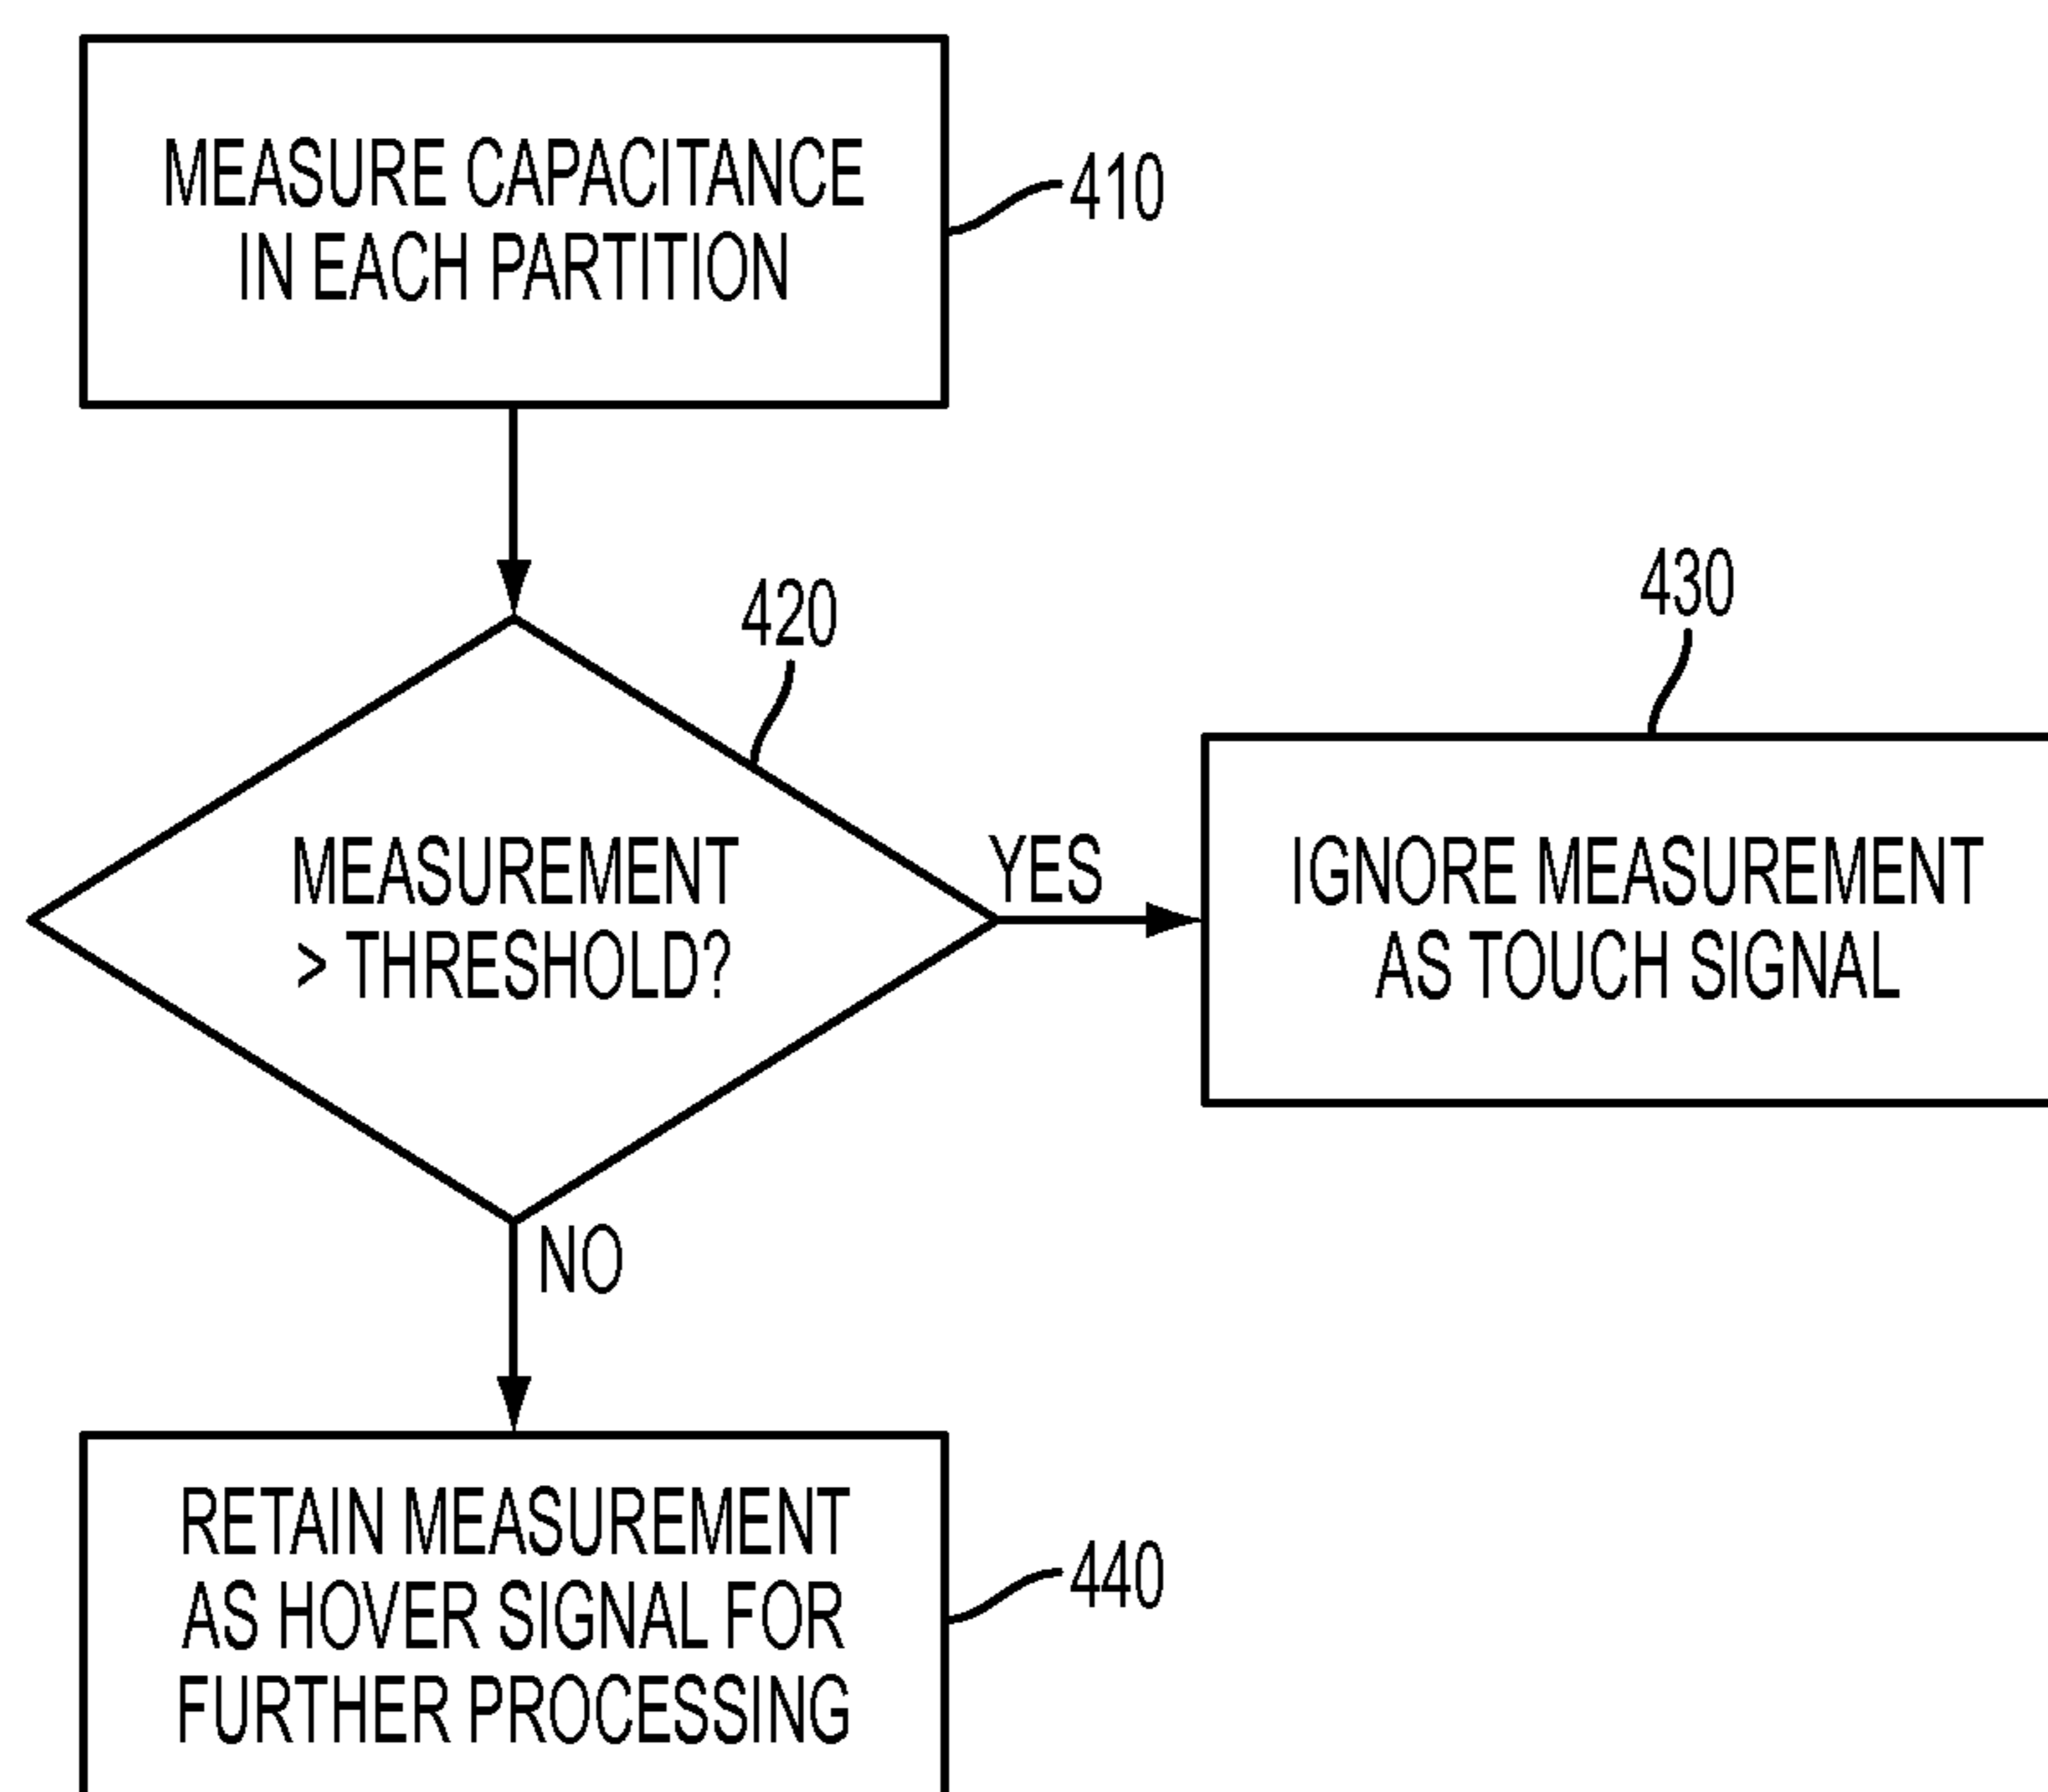 MEASURE CAPACITANCE
IN EACH PARTITION
410
420
MEASUREMENT
> THRESHOLD?
YES
430
IGNORE MEASUREMENT
AS TOUCH SIGNAL
NO
RETAIN MEASUREMENT
AS HOVER SIGNAL FOR
FURTHER PROCESSING
440